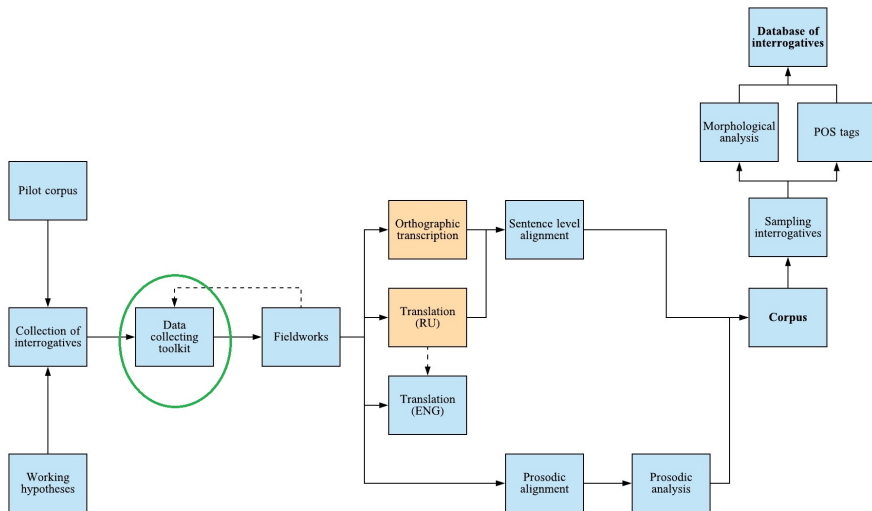 Database of
interrogatives
Morphological
analysis
POS tags
Pilot corpus
Orthographic
transcription
Sentence level
alignment
Sampling
interrogatives
Collection of
interrogatives
Data
collecting
toolkit
Fieldworks
Translation
(RU)
Corpus
Translation
(ENG)
Working
hypotheses
Prosodic
alignment
Prosodic
analysis